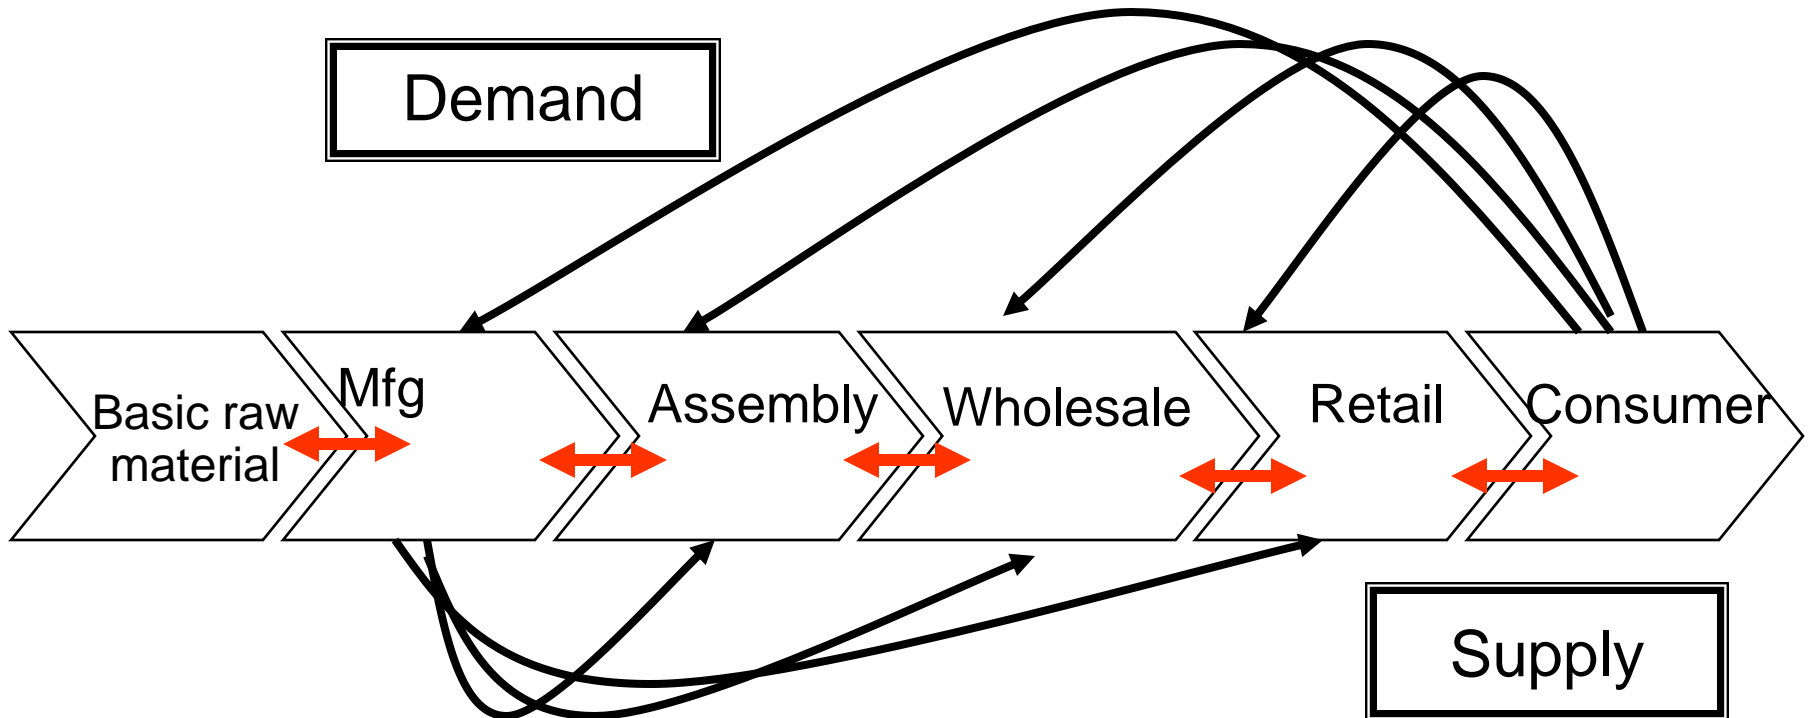 Demand
Basic raw
material
Mfg
Assembly
Wholesale
Retail
Consumer
Supply